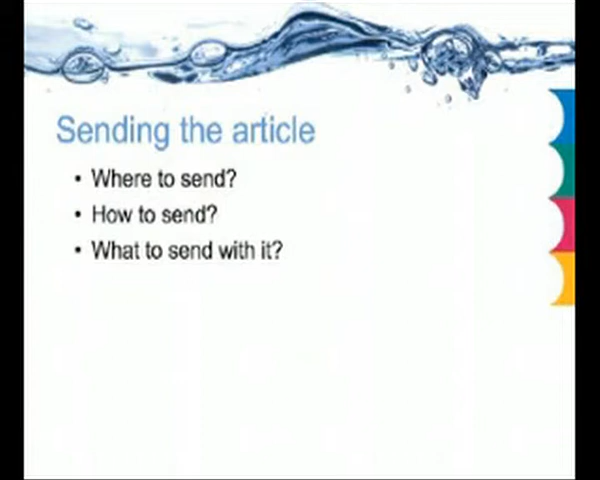 Sending the article
• Where to send?
• How to send?
• What to send with it?